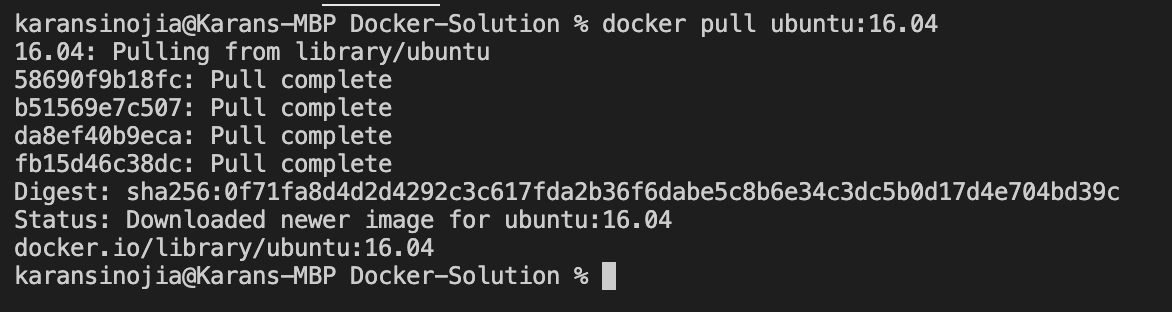 karansinojia@Karans-MBP Docker-Solution % docker pull ubuntu:16.04
16.04: Pulling from library/ubuntu
58690f9b18fc: Pull complete
b51569e7c507: Pull complete
da8ef40b9eca: Pull complete
fb15d46c38dc: Pull complete
Digest: sha256:0f71fa8d4d2d4292c3c617fda2b36f6dabe5c8b6e34c3dc5b0d17d4e704bd39c
Status: Downloaded newer image for ubuntu:16.04
docker.io/library/ubuntu:16.04
karansinojia@Karans-MBP Docker-Solution %